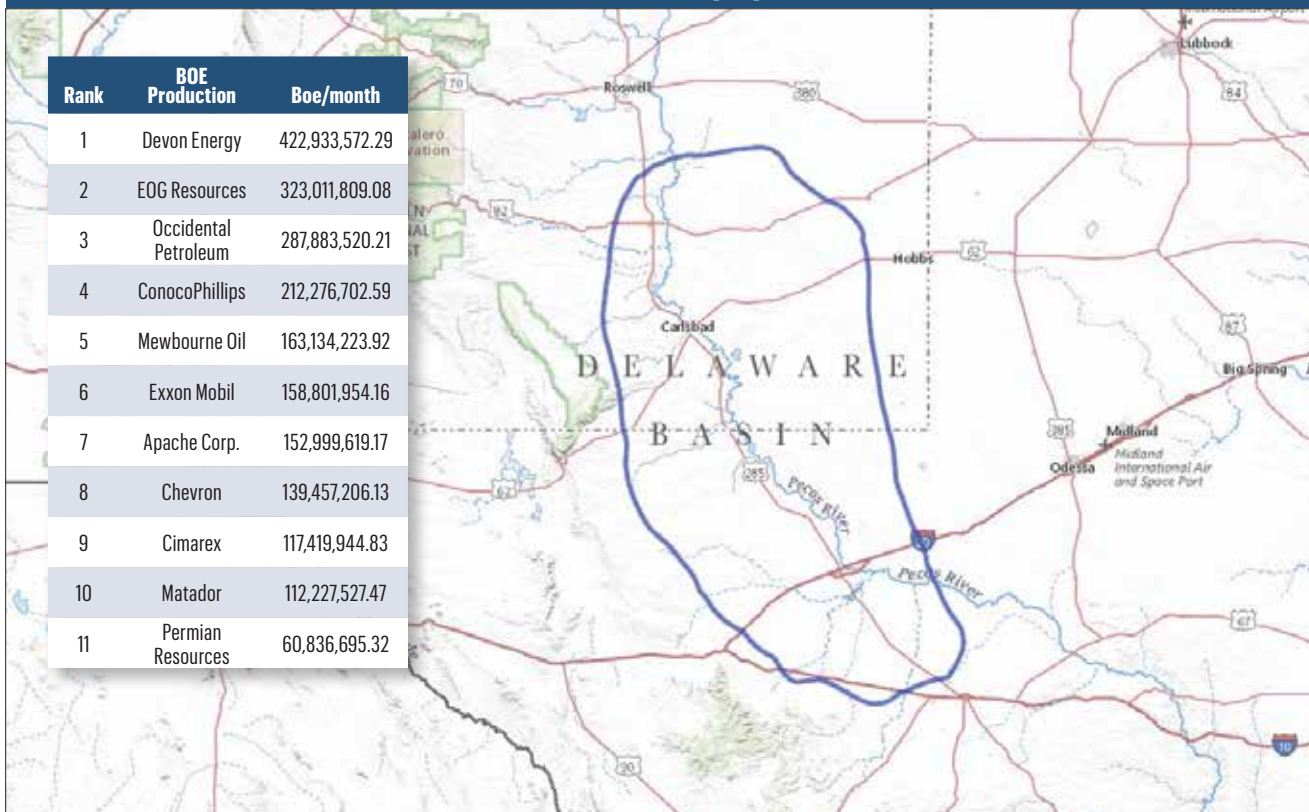 Rank BOE Production Boe/month
1 Devon Energy 422,933,572.29
2 EOG Resources 323,011,809.08
3 Occidental Petroleum 287,883,520.21
4 ConocoPhillips 212,276,702.59
5 Mewbourne Oil 163,134,223.92
6 Exxon Mobil 158,801,954.16
7 Apache Corp. 152,999,619.17
8 Chevron 139,457,206.13
9 Cimarex 117,419,944.83
10 Matador 112,227,527.47
11 Permian Resources 60,836,695.32
International Airport
Lubbock
70
Roswell
380
84
82
Hobbs
62
Carlsbad
87
DELAWARE
Big Spring
BASIN
385
Midland
Midland
International Air
and Space Port
Odessa
285
62
Pecos River
Pecos River
67
10
90